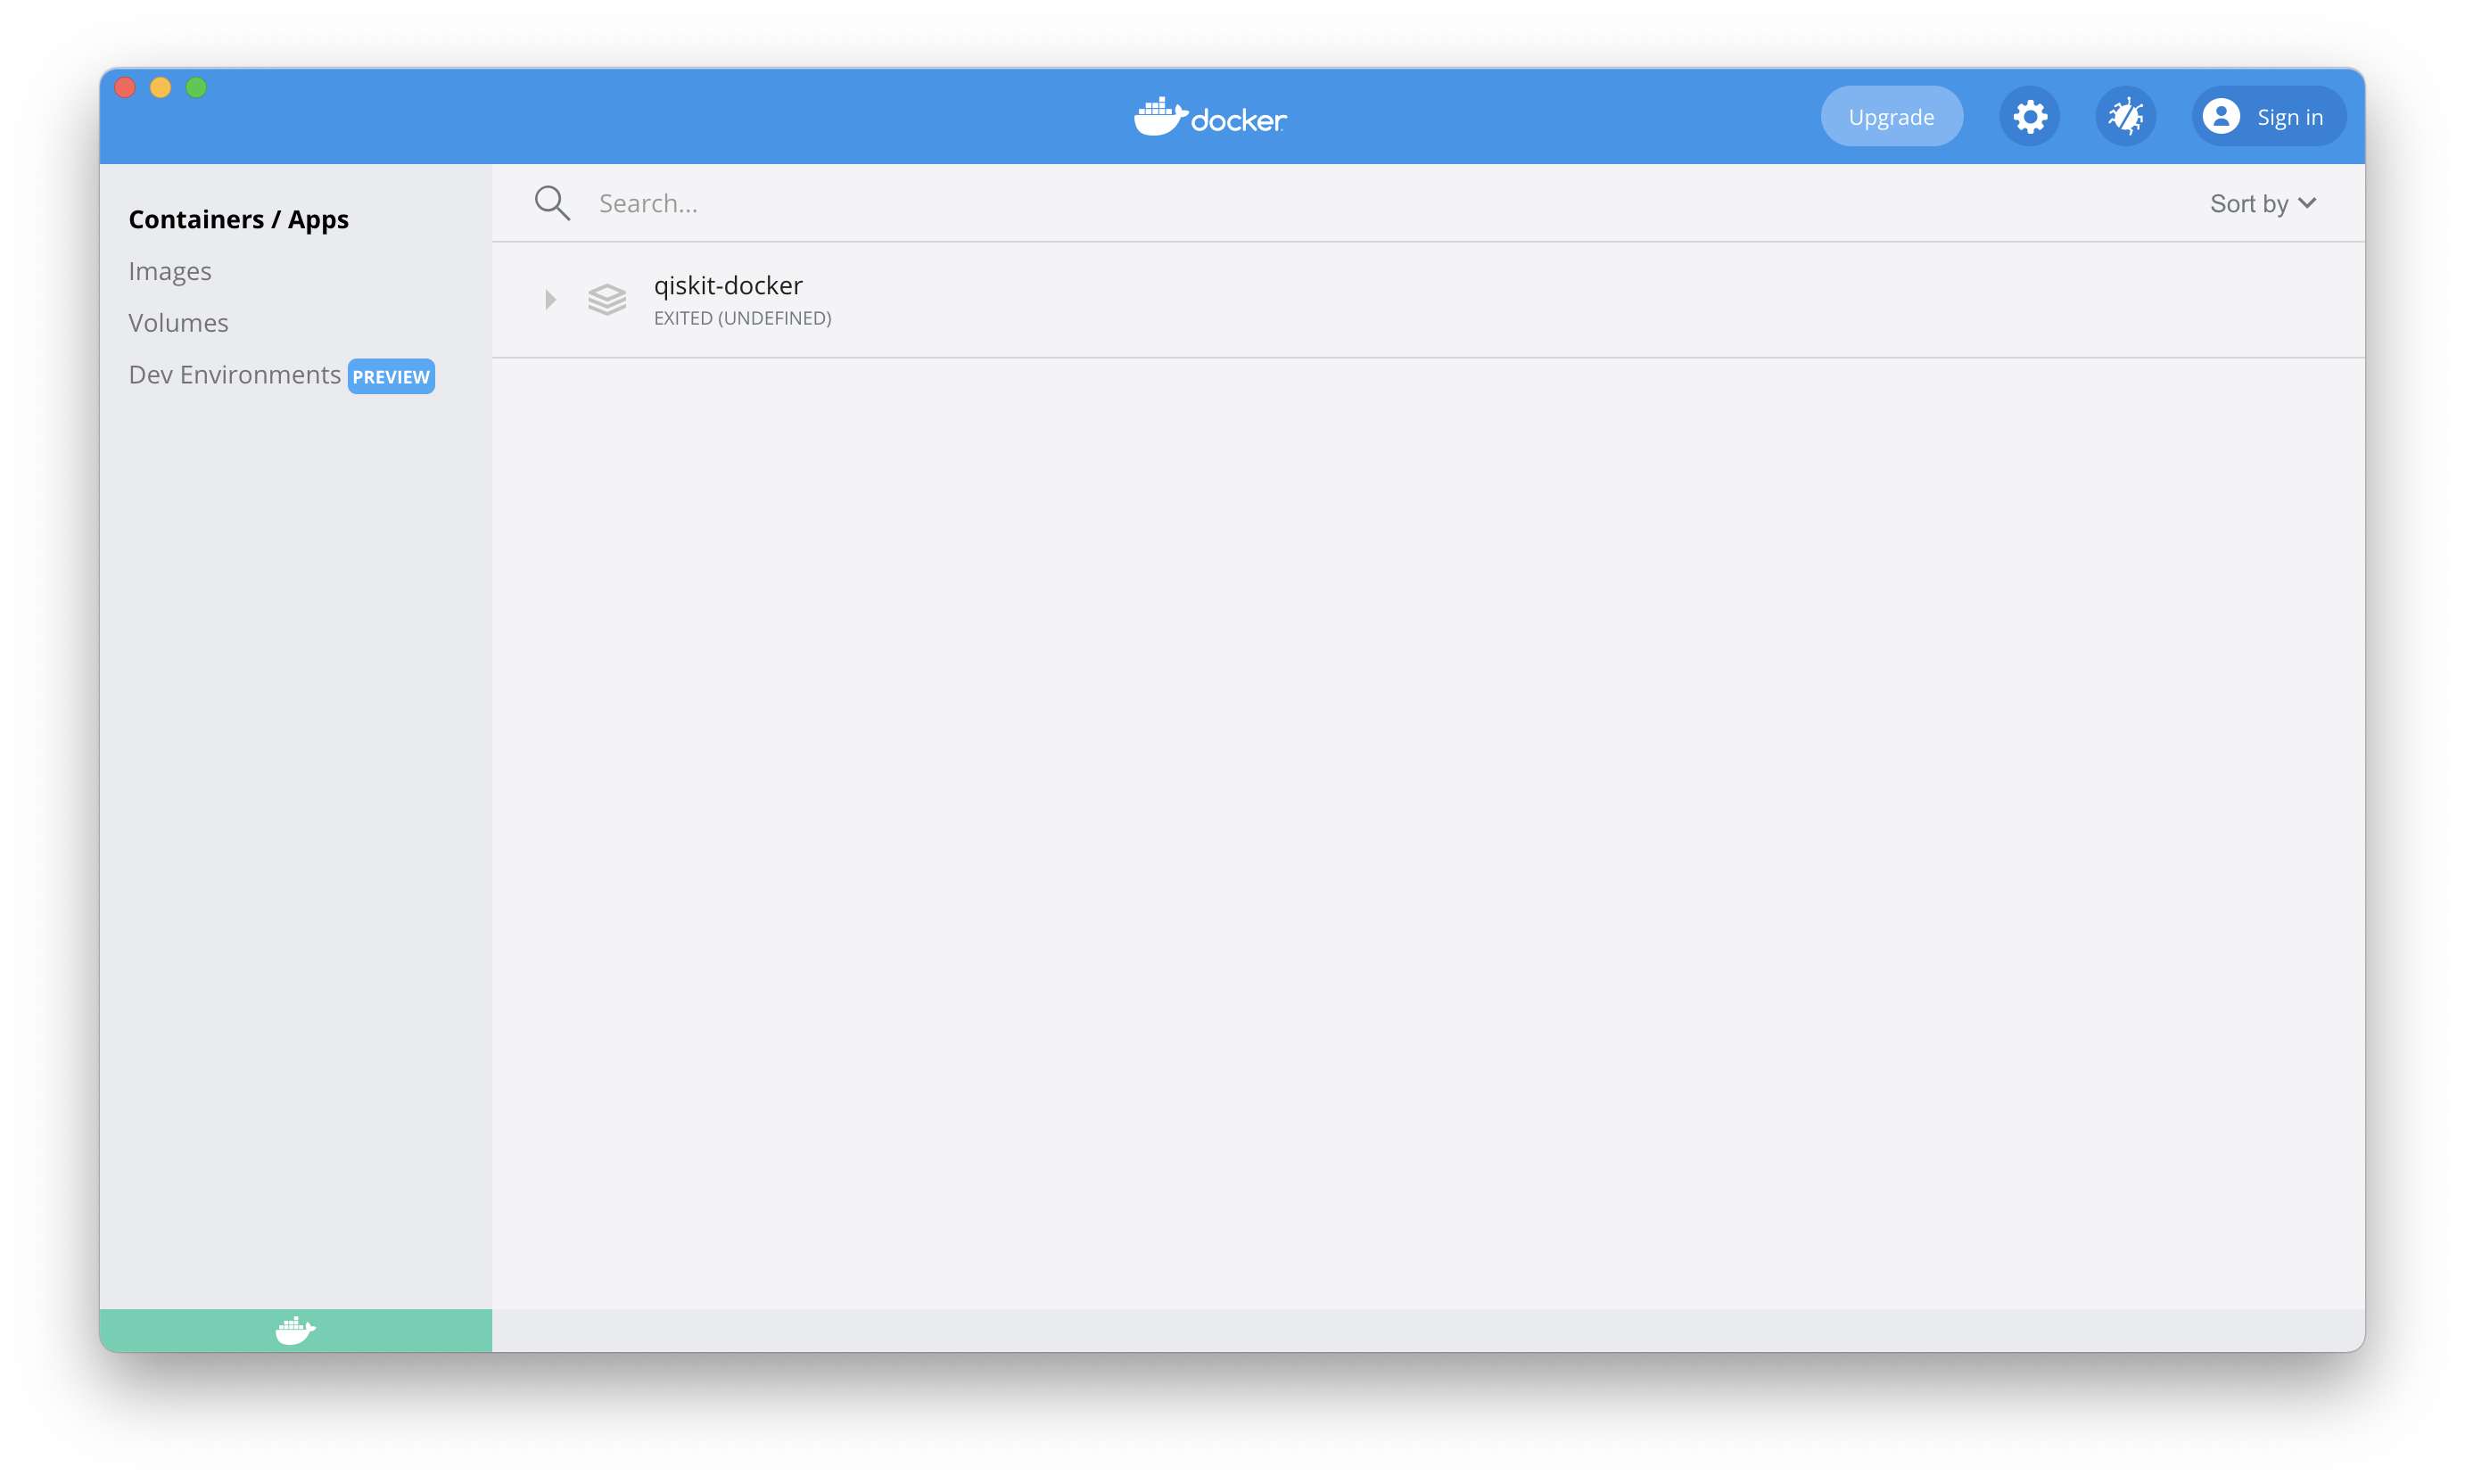 docker
Upgrade
Sign in
Containers / Apps
Images
Volumes
Dev Environments PREVIEW
Search...
Sort by
qiskit-docker
EXITED (UNDEFINED)